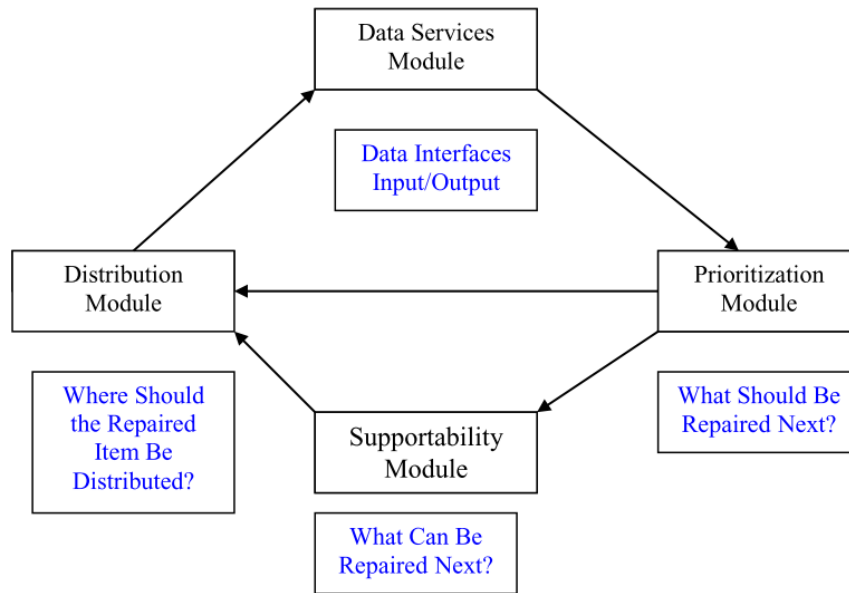 Data Services
Module
Data Interfaces
Input/Output
Distribution
Module
Prioritization
Module
Where Should
the Repaired
Item Be
Distributed?
Supportability
Module
What Should Be
Repaired Next?
What Can Be
Repaired Next?